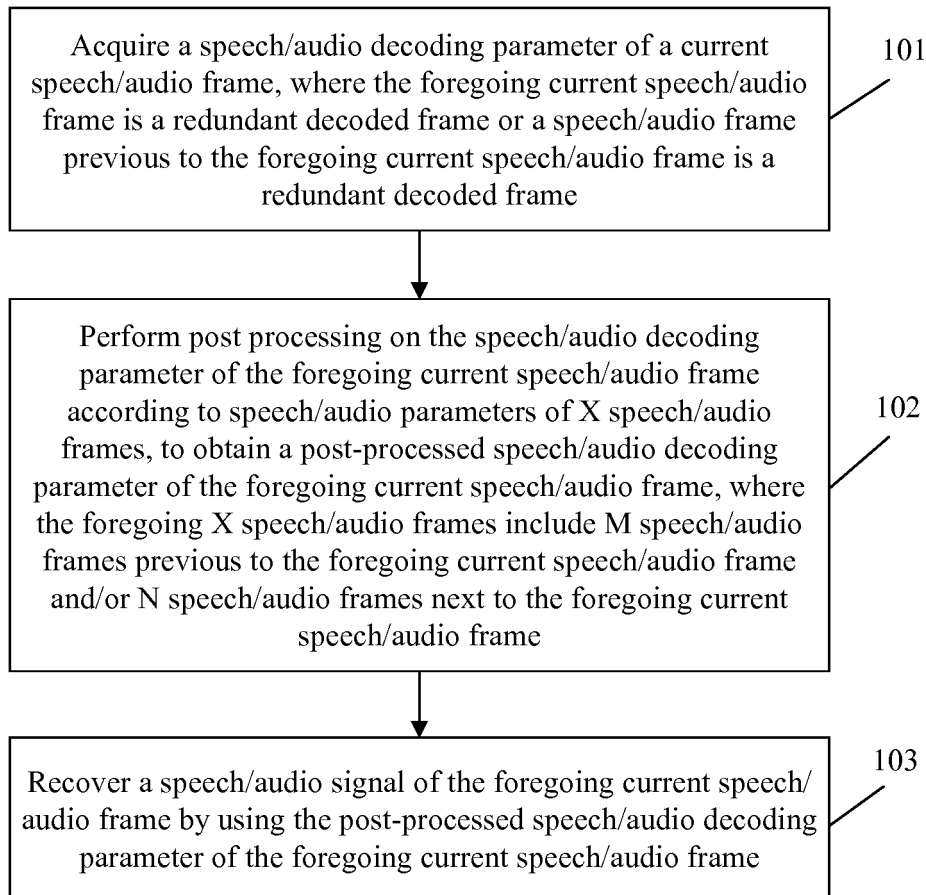 Acquire a speech/audio decoding parameter of a current
speech/audio frame, where the foregoing current speech/audio
frame is a redundant decoded frame or a speech/audio frame
previous to the foregoing current speech/audio frame is a
redundant decoded frame
101
Perform post processing on the speech/audio decoding
parameter of the foregoing current speech/audio frame
according to speech/audio parameters of X speech/audio
frames, to obtain a post-processed speech/audio decoding
parameter of the foregoing current speech/audio frame, where
the foregoing X speech/audio frames include M speech/audio
frames previous to the foregoing current speech/audio frame
and/or N speech/audio frames next to the foregoing current
speech/audio frame
102
Recover a speech/audio signal of the foregoing current speech/
audio frame by using the post-processed speech/audio decoding
parameter of the foregoing current speech/audio frame
103